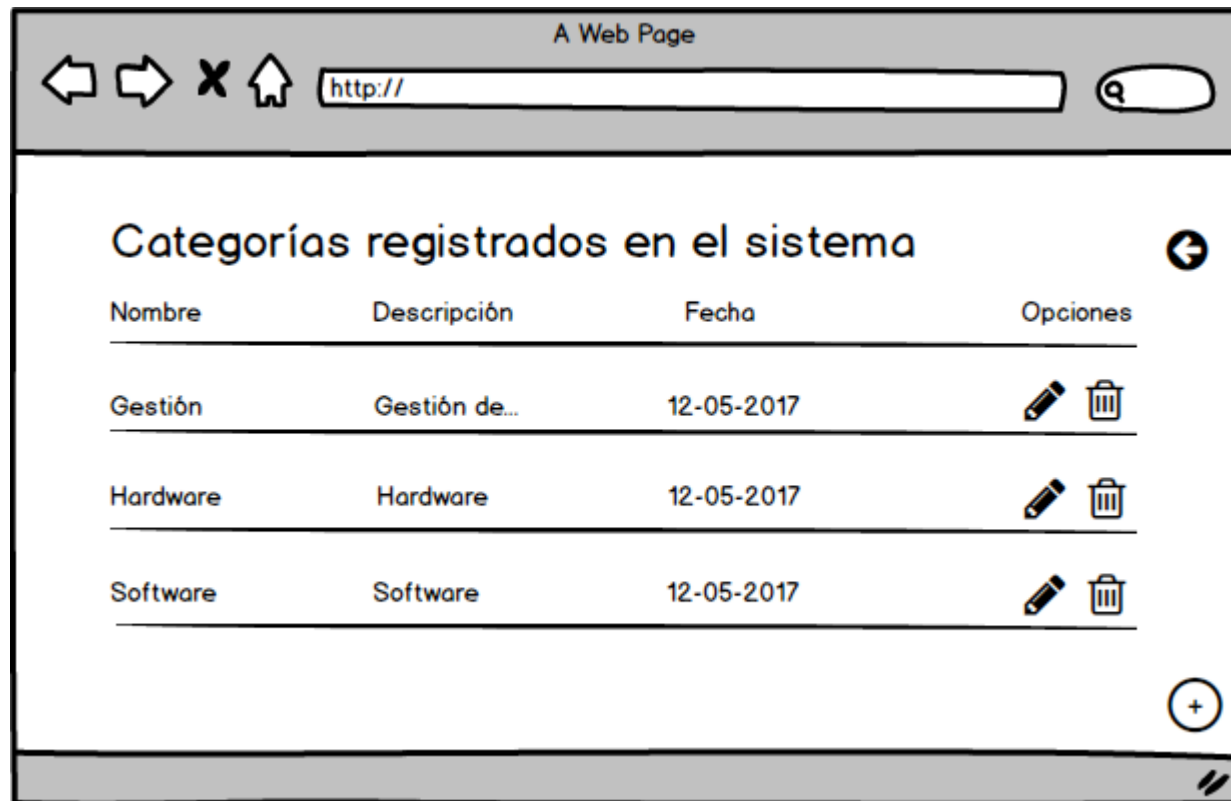 A Web Page
http://
Categorías registrados en el sistema
Nombre Descripción Fecha Opciones
Gestión Gestión de... 12-05-2017
Hardware Hardware 12-05-2017
Software Software 12-05-2017
+